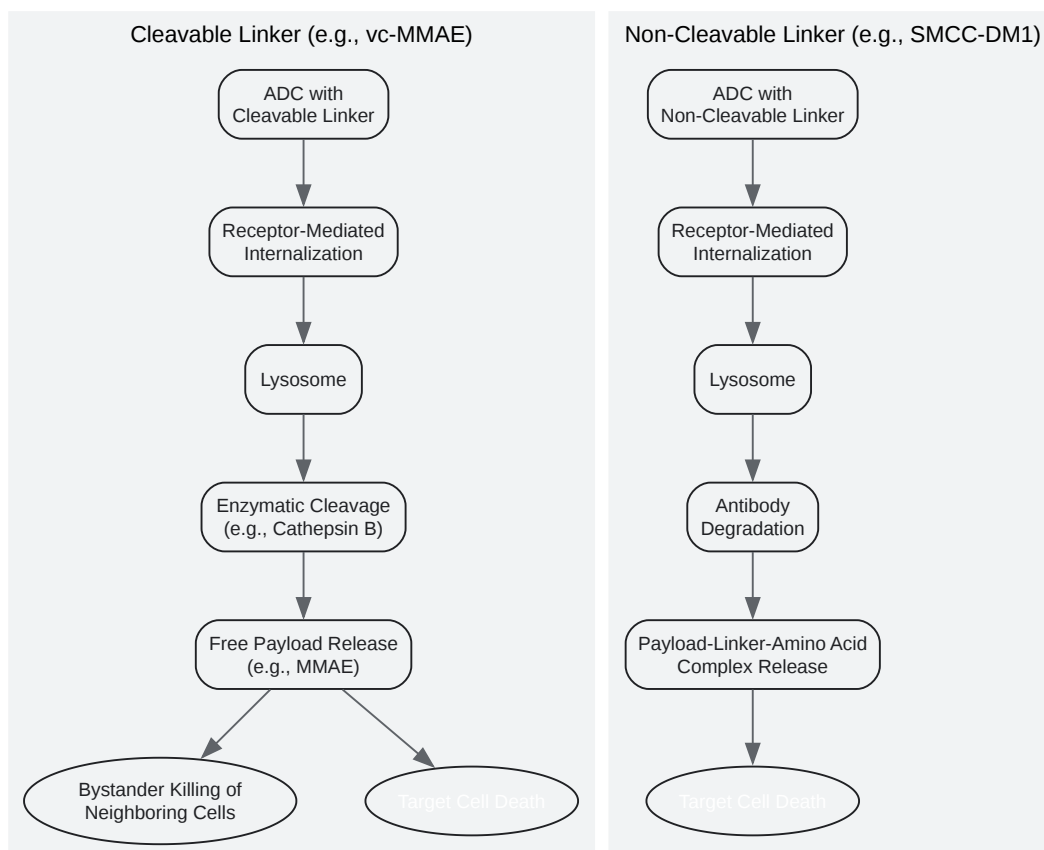 Cleavable Linker (e.g., vc-MMAE)
ADC with
Cleavable Linker
Receptor-Mediated
Internalization
Lysosome
Enzymatic Cleavage
(e.g., Cathepsin B)
Free Payload Release
(e.g., MMAE)
Bystander Killing of
Neighboring Cells
Target Cell Death
Non-Cleavable Linker (e.g., SMCC-DM1)
ADC with
Non-Cleavable Linker
Receptor-Mediated
Internalization
Lysosome
Antibody
Degradation
Payload-Linker-Amino Acid
Complex Release
Target Cell Death